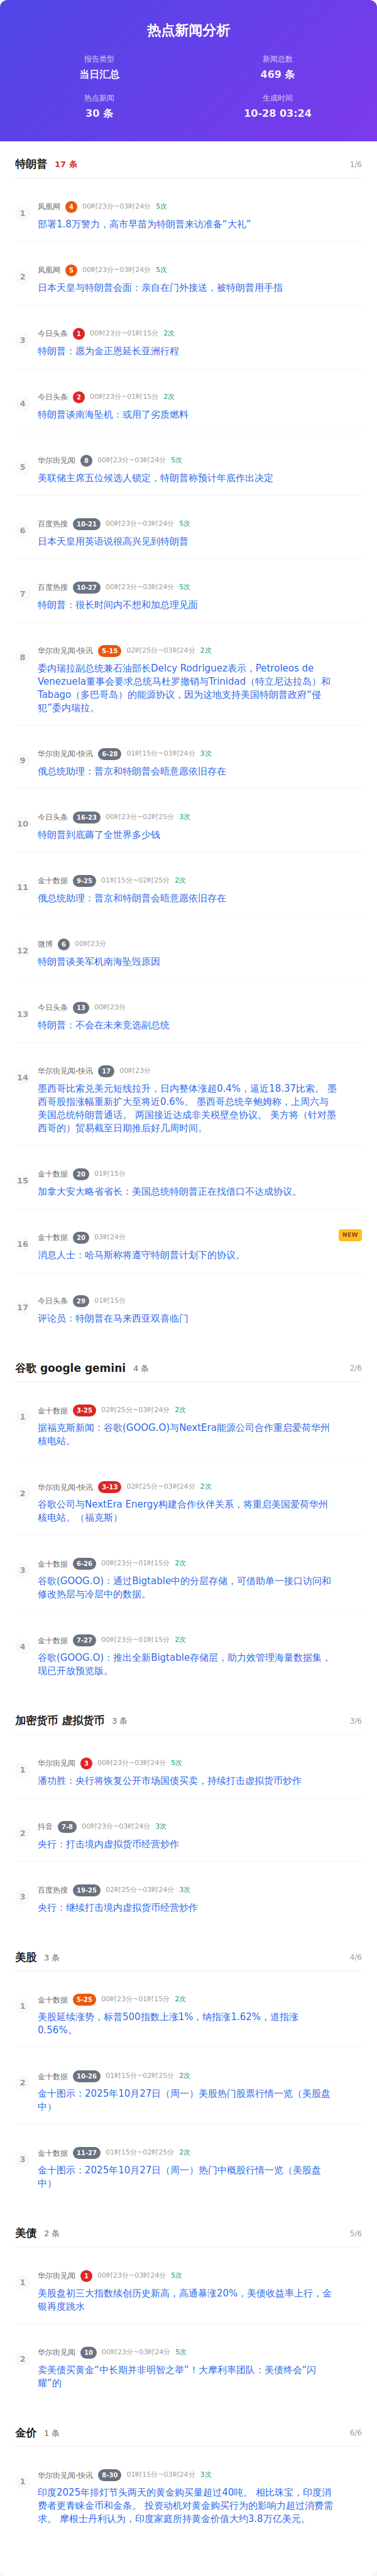 热点新闻分析
报告类型
当日汇总
新闻总数
469 条
热点新闻
30 条
生成时间
10-28 03:24
特朗普 17 条 1/6
1 凤凰网 4 00时23分~03时24分 5次
部署1.8万警力，高市早苗为特朗普来访准备“大礼”
2 凤凰网 5 00时23分~03时24分 5次
日本天皇与特朗普会面：亲自在门外接送，被特朗普用手指
3 今日头条 1 00时23分~01时15分 2次
特朗普：愿为金正恩延长亚洲行程
4 今日头条 2 00时23分~01时15分 2次
特朗普谈南海坠机：或用了劣质燃料
5 华尔街见闻 8 00时23分~03时24分 5次
美联储主席五位候选人锁定，特朗普称预计年底作出决定
6 百度热搜 10-21 00时23分~03时24分 5次
日本天皇用英语说很高兴见到特朗普
7 百度热搜 10-27 00时23分~03时24分 5次
特朗普：很长时间内不想和加总理见面
8 华尔街见闻-快讯 5-15 02时25分~03时24分 2次
委内瑞拉副总统兼石油部长Delcy Rodriguez表示，Petroleos de
Venezuela董事会要求总统马杜罗撤销与Trinidad（特立尼达拉岛）和
Tabago（多巴哥岛）的能源协议，因为这地方支持美国特朗普政府“侵
犯”委内瑞拉。
9 华尔街见闻-快讯 6-28 01时15分~03时24分 3次
俄总统助理：普京和特朗普会晤意愿依旧存在
10 今日头条 16-23 00时23分~02时25分 3次
特朗普到底薅了全世界多少钱
11 金十数据 9-25 01时15分~02时25分 2次
俄总统助理：普京和特朗普会晤意愿依旧存在
12 微博 6 00时23分
特朗普谈美军机南海坠毁原因
13 今日头条 13 00时23分
特朗普：不会在未来竞选副总统
14 华尔街见闻-快讯 17 00时23分
墨西哥比索兑美元短线拉升，日内整体涨超0.4%，逼近18.37比索。 墨
西哥股指涨幅重新扩大至将近0.6%。 墨西哥总统辛鲍姆称，上周六与
美国总统特朗普通话。 两国接近达成非关税壁垒协议。 美方将（针对墨
西哥的）贸易截至日期推后好几周时间。
15 金十数据 20 01时15分
加拿大安大略省省长：美国总统特朗普正在找借口不达成协议。
16 金十数据 20 03时24分 NEW
消息人士：哈马斯称将遵守特朗普计划下的协议。
17 今日头条 29 01时15分
评论员：特朗普在马来西亚双喜临门
谷歌 google gemini 4 条 2/6
1 金十数据 3-25 02时25分~03时24分 2次
据福克斯新闻：谷歌(GOOG.O)与NextEra能源公司合作重启爱荷华州
核电站。
2 华尔街见闻-快讯 3-13 02时25分~03时24分 2次
谷歌公司与NextEra Energy构建合作伙伴关系，将重启美国爱荷华州
核电站。（福克斯）
3 金十数据 6-26 00时23分~01时15分 2次
谷歌(GOOG.O)：通过Bigtable中的分层存储，可借助单一接口访问和
修改热层与冷层中的数据。
4 金十数据 7-27 00时23分~01时15分 2次
谷歌(GOOG.O)：推出全新Bigtable存储层，助力效管理海量数据集，
现已开放预览版。
加密货币 虚拟货币 3 条 3/6
1 华尔街见闻 3 00时23分~03时24分 5次
潘功胜：央行将恢复公开市场国债买卖，持续打击虚拟货币炒作
2 抖音 7-8 00时23分~03时24分 3次
央行：打击境内虚拟货币经营炒作
3 百度热搜 19-25 02时25分~03时24分 3次
央行：继续打击境内虚拟货币经营炒作
美股 3 条 4/6
1 金十数据 5-25 00时23分~01时15分 2次
美股延续涨势，标普500指数上涨1%，纳指涨1.62%，道指涨
0.56%。
2 金十数据 10-26 01时15分~02时25分 2次
金十图示：2025年10月27日（周一）美股热门股票行情一览（美股盘
中）
3 金十数据 11-27 01时15分~02时25分 2次
金十图示：2025年10月27日（周一）热门中概股行情一览（美股盘
中）
美债 2 条 5/6
1 华尔街见闻 1 00时23分~03时24分 5次
美股盘初三大指数续创历史新高，高通暴涨20%，美债收益率上行，金
银再度跳水
2 华尔街见闻 10 00时23分~03时24分 5次
卖美债买黄金“中长期并非明智之举”！大摩利率团队：美债终会“闪
耀”的
金价 1 条 6/6
1 华尔街见闻-快讯 8-30 01时15分~03时24分 3次
印度2025年排灯节头两天的黄金购买量超过40吨。 相比珠宝，印度消
费者更青睐金币和金条。 投资动机对黄金购买行为的影响力超过消费需
求。 摩根士丹利认为，印度家庭所持黄金价值大约3.8万亿美元。